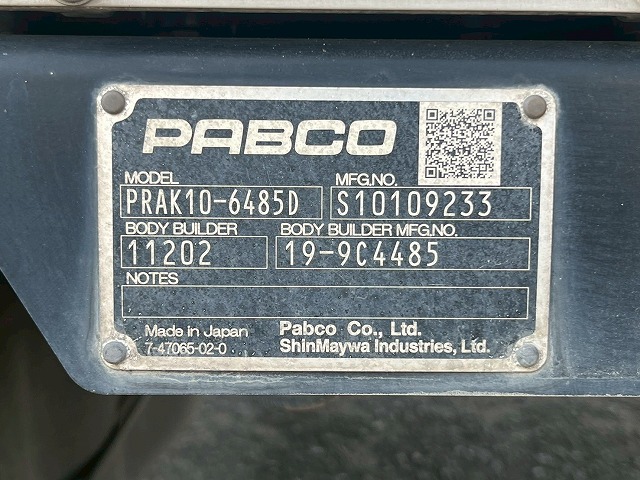 PABCO
MODEL MFG.NO.
PRAK10-6485D S10109233
BODY BUILDER BODY BUILDER MFG.NO.
11202 19-9C4485
NOTES
Made in Japan Pabco Co., Ltd.
7-47065-02-0 ShinMaywa Industries, Ltd.